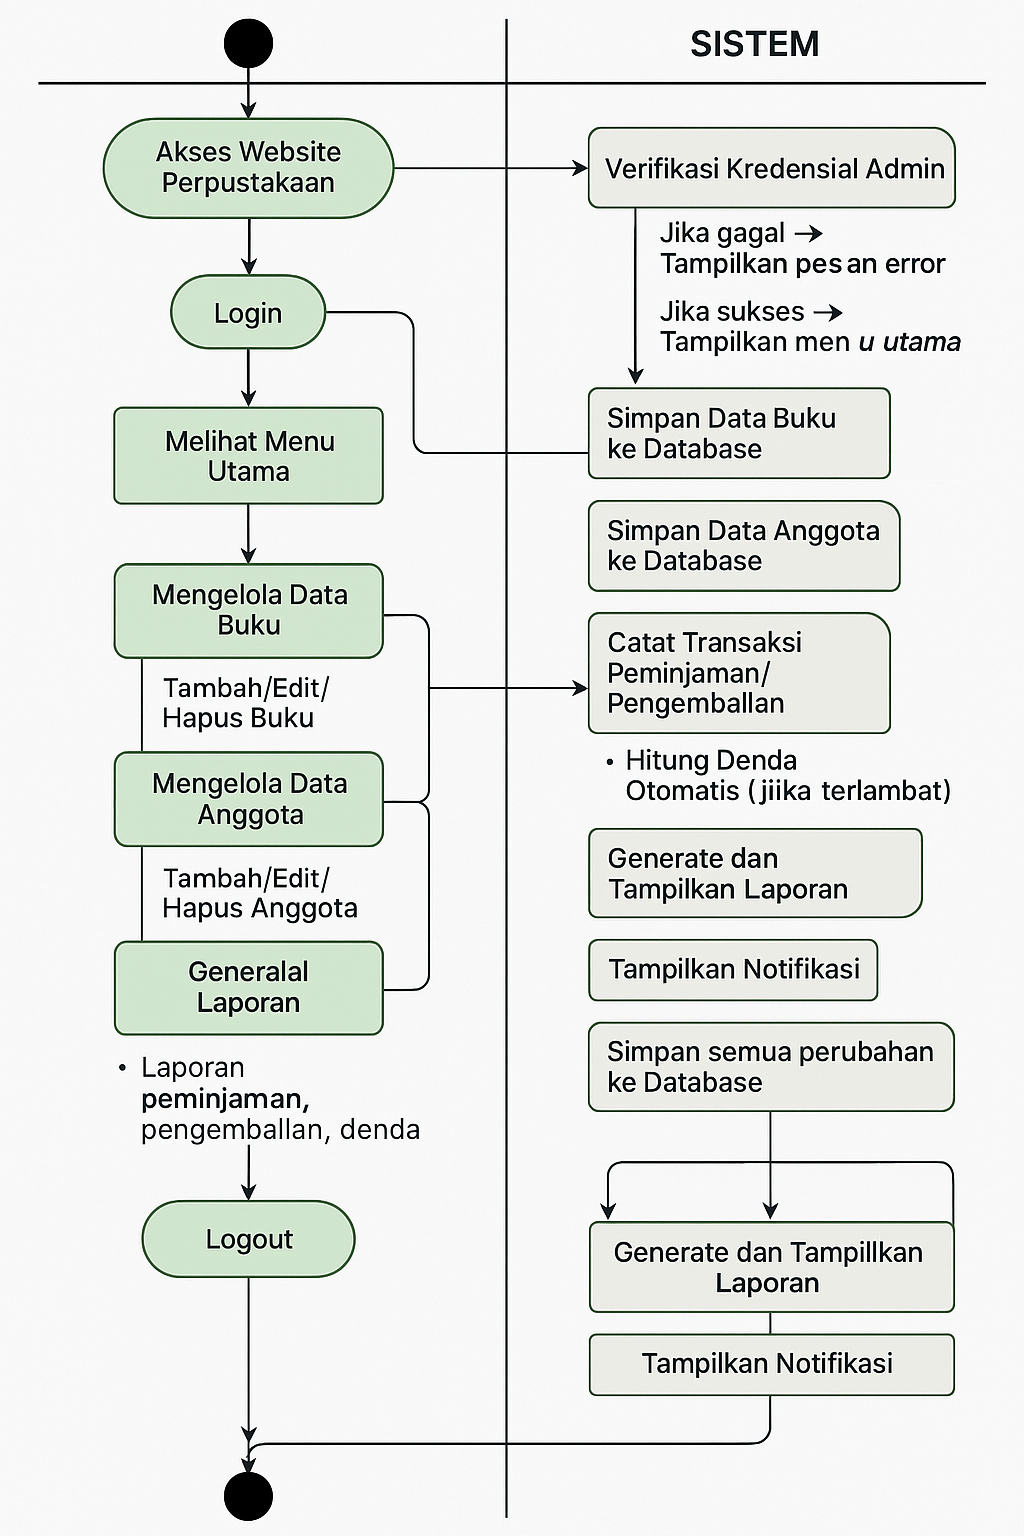 SISTEM
Akses Website
Perpustakaan
Login
Melihat Menu
Utama
Mengelola Data
Buku
Tambah/Edit/
Hapus Buku
Mengelola Data
Anggota
Tambah/Edit/
Hapus Anggota
Generalal
Laporan
• Laporan
peminjaman,
pengemballan, denda
Logout
Verifikasi Kredensial Admin
Jika gagal →
Tampilkan pes an error
Jika sukses →
Tampilkan men u utama
Simpan Data Buku
ke Database
Simpan Data Anggota
ke Database
Catat Transaksi
Peminjaman/
Pengemballan
• Hitung Denda
Otomatis (jiika terlambat)
Generate dan
Tampilkan Laporan
Tampilkan Notifikasi
Simpan semua perubahan
ke Database
Generate dan Tampillkan
Laporan
Tampilkan Notifikasi